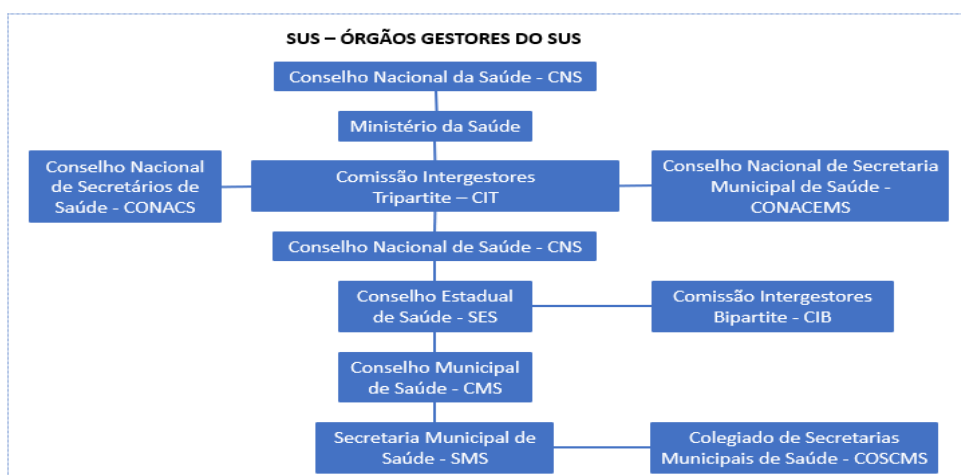 SUS – ÓRGÃOS GESTORES DO SUS
Conselho Nacional da Saúde - CNS
Ministério da Saúde
Conselho Nacional
de Secretários de
Saúde - CONACS
Comissão Intergestores
Tripartite – CIT
Conselho Nacional de Secretaria
Municipal de Saúde -
CONACEMS
Conselho Nacional de Saúde - CNS
Conselho Estadual
de Saúde - SES
Comissão Intergestores
Bipartite - CIB
Conselho Municipal
de Saúde - CMS
Secretaria Municipal de
Saúde - SMS
Colegiado de Secretarias
Municipais de Saúde - COSCMS